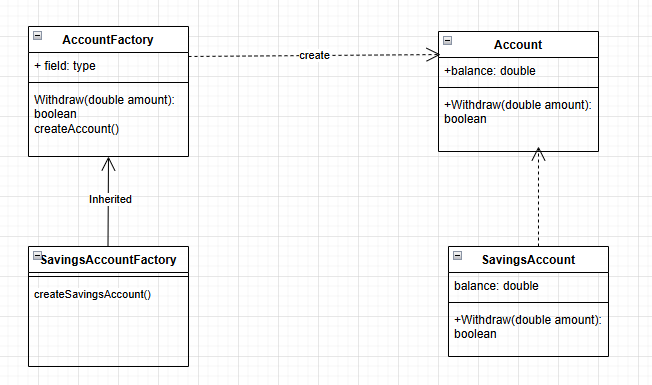 AccountFactory
+ field: type
Withdraw(double amount):
boolean
createAccount()
create
Account
+balance: double
+Withdraw(double amount):
boolean
Inherited
SavingsAccountFactory
createSavingsAccount()
SavingsAccount
balance: double
+Withdraw(double amount):
boolean